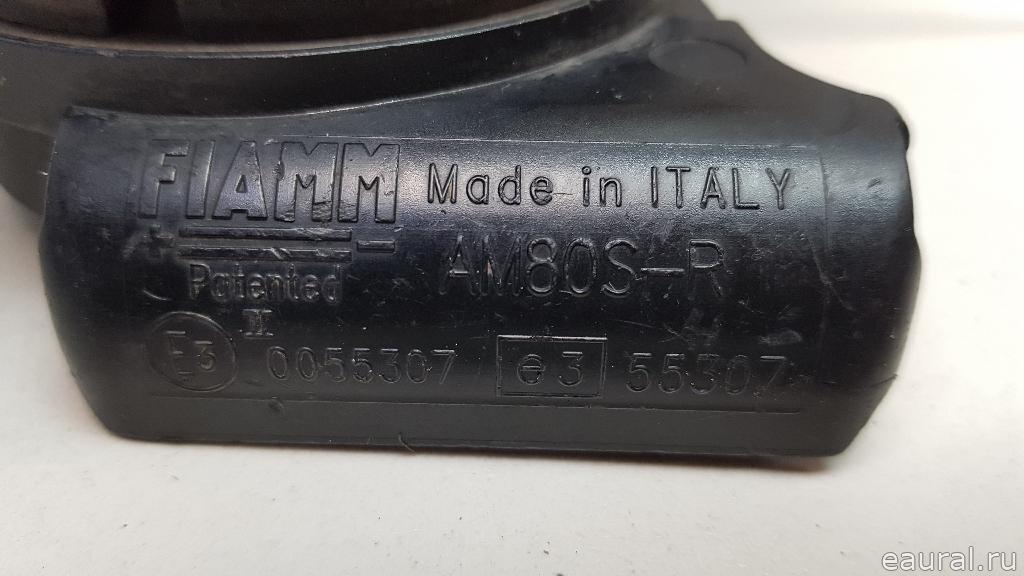 FIAMM Made in ITALY
+ - AM80S-R
Patented
II
E3 0055307 e3 55307
eaural.ru